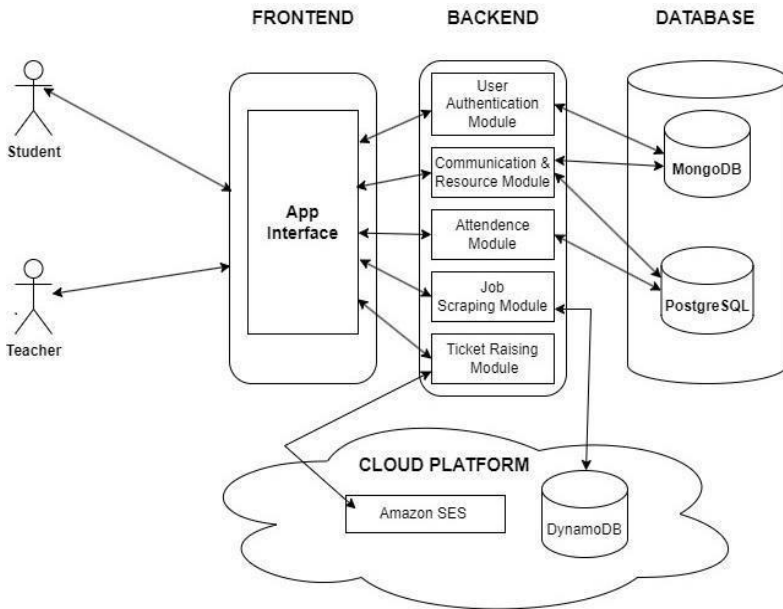 FRONTEND
BACKEND
DATABASE
Student
Teacher
App
Interface
User
Authentication
Module
Communication &
Resource Module
Attendence
Module
Job
Scraping Module
Ticket Raising
Module
MongoDB
PostgreSQL
CLOUD PLATFORM
Amazon SES
DynamoDB